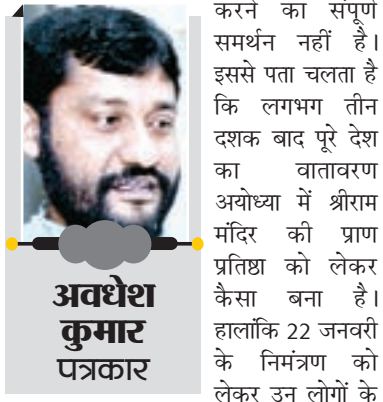 अवधेश
कुमार
पत्रकार
करने का संपूर्ण
समर्थन नहीं है।
इससे पता चलता है
कि लगभग तीन
दशक बाद पूरे देश
का वातावरण
अयोध्या में श्रीराम
मंदिर की प्राण
प्रतिष्ठा को लेकर
कैसा बना है।
हालांकि 22 जनवरी
के निमंत्रण को
लेकर उन लोगों के